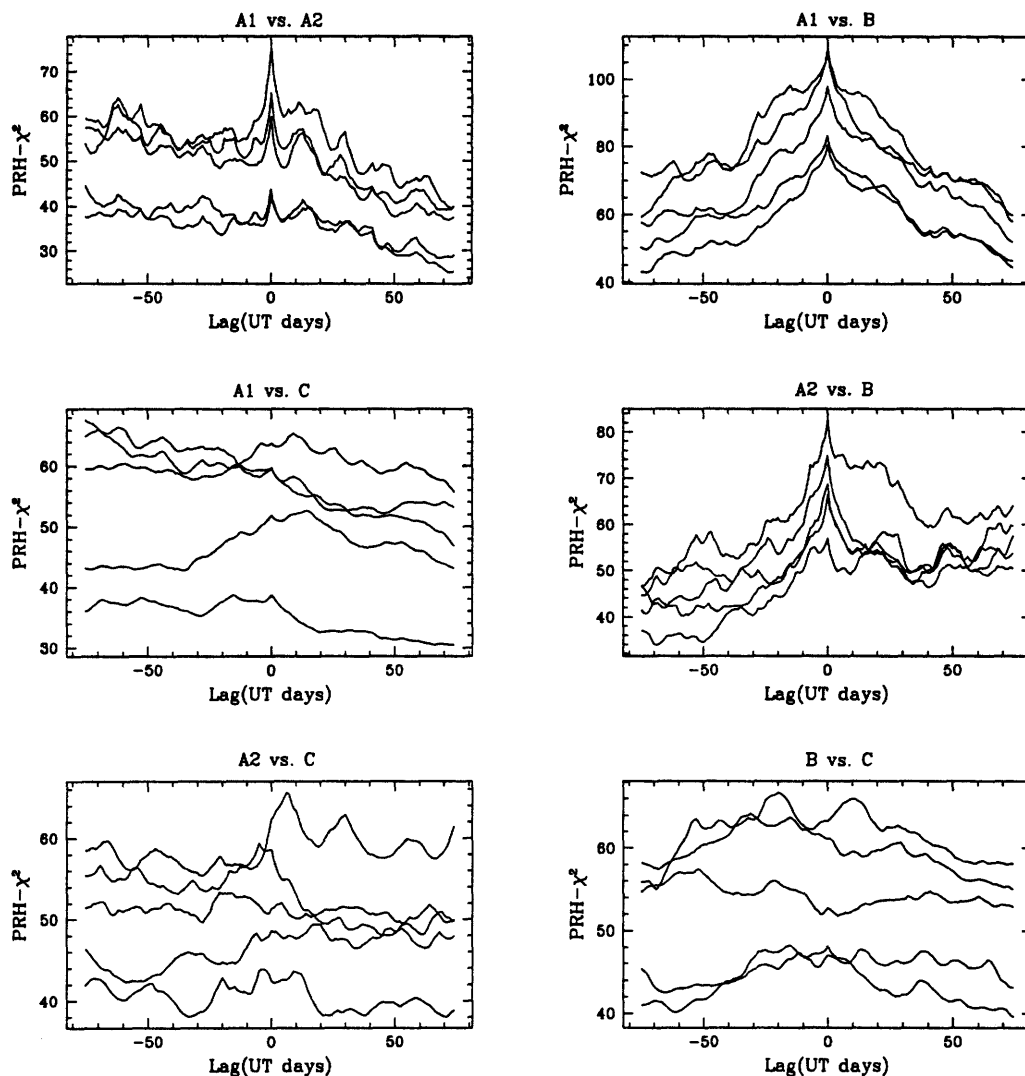 A1 vs. A2
PRH-χ²
70
60
50
40
30
-50
0
50
Lag(UT days)
A1 vs. B
PRH-χ²
100
80
60
40
-50
0
50
Lag(UT days)
A1 vs. C
PRH-χ²
60
50
40
30
-50
0
50
Lag(UT days)
A2 vs. B
PRH-χ²
80
70
60
50
40
-50
0
50
Lag(UT days)
A2 vs. C
PRH-χ²
60
50
40
-50
0
50
Lag(UT days)
B vs. C
PRH-χ²
60
50
40
-50
0
50
Lag(UT days)